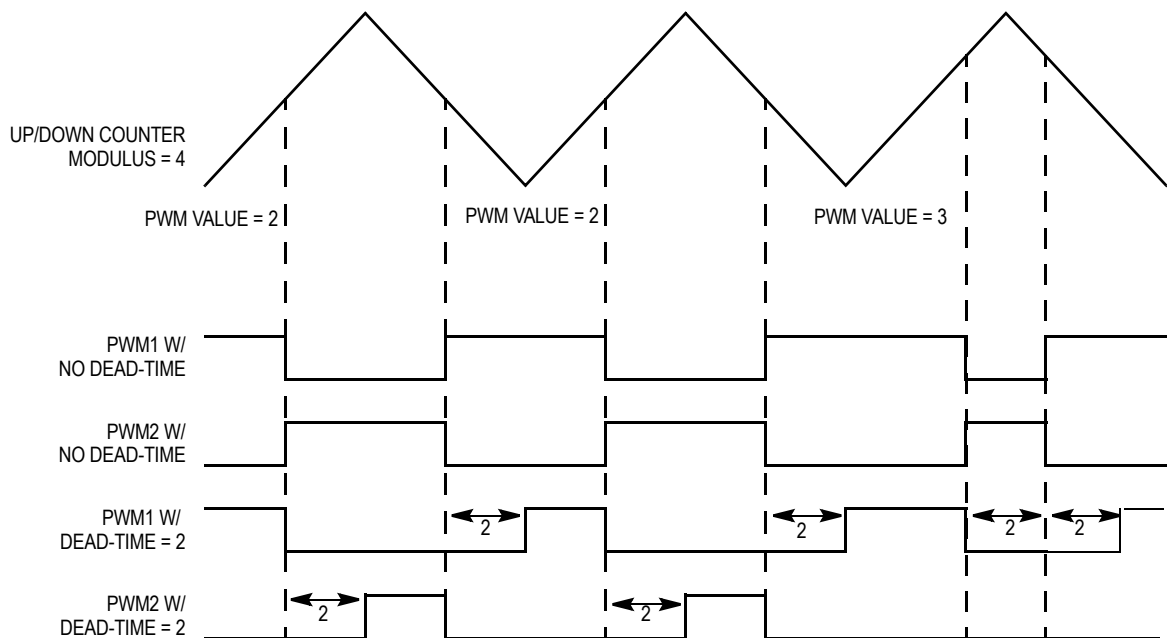 UP/DOWN COUNTER
MODULUS = 4
PWM VALUE = 2
PWM VALUE = 2
PWM VALUE = 3
PWM1 W/
NO DEAD-TIME
PWM2 W/
NO DEAD-TIME
PWM1 W/
DEAD-TIME = 2
2
2
2
2
PWM2 W/
DEAD-TIME = 2
2
2